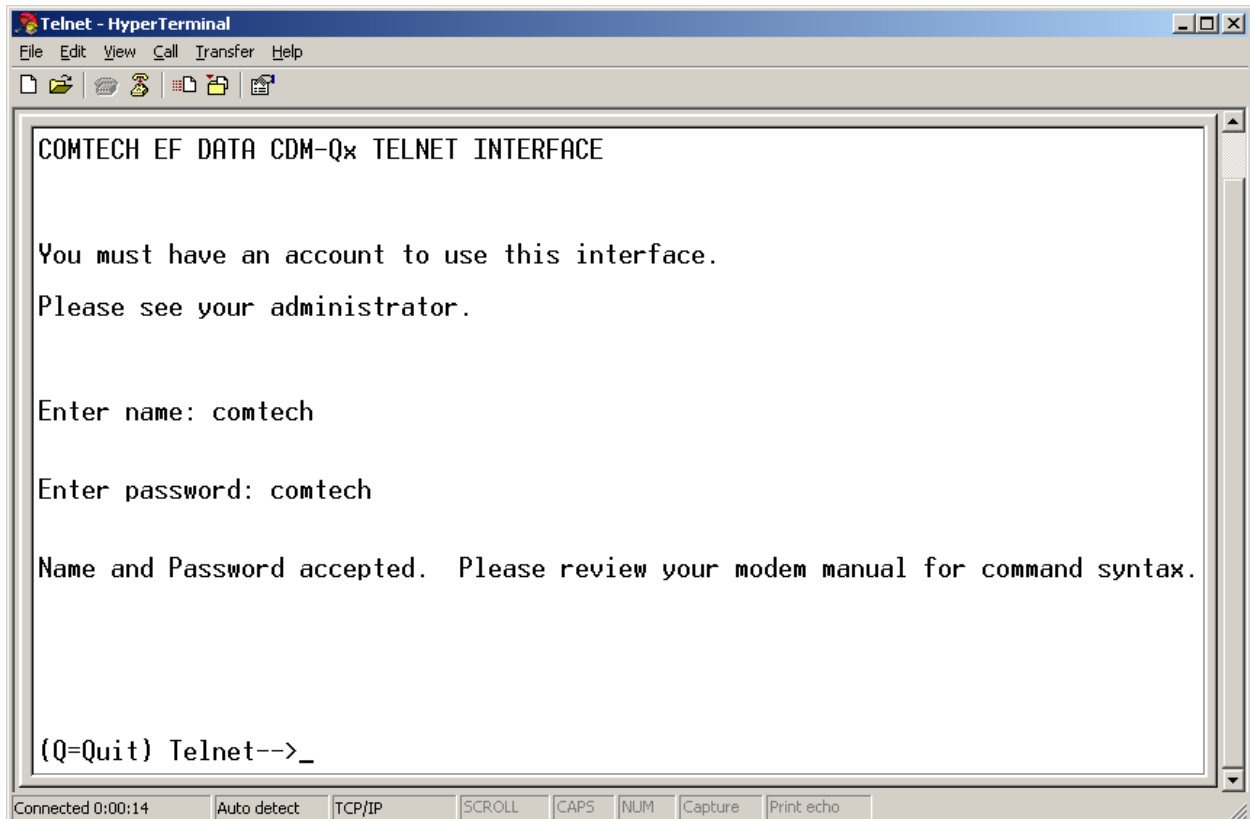 Telnet - HyperTerminal
File Edit View Call Transfer Help
COMTECH EF DATA CDM-Qx TELNET INTERFACE
You must have an account to use this interface.
Please see your administrator.
Enter name: comtech
Enter password: comtech
Name and Password accepted.  Please review your modem manual for command syntax.
(Q=Quit) Telnet-->_
Connected 0:00:14 Auto detect TCP/IP SCROLL CAPS NUM Capture Print echo